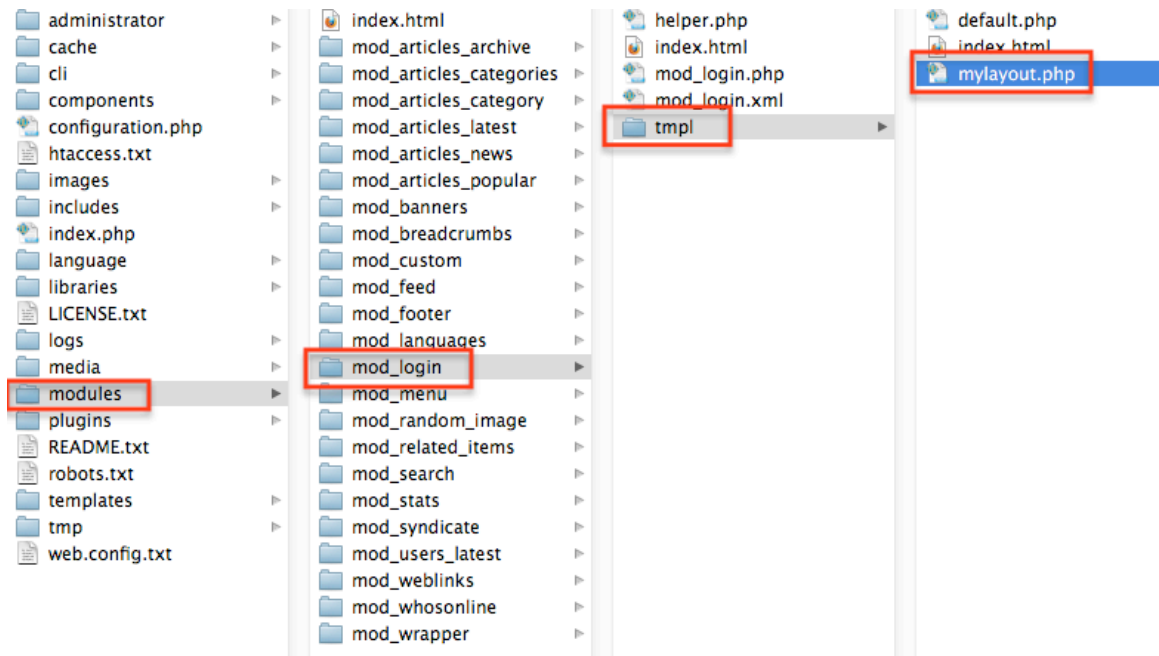 administrator
cache
cli
components
configuration.php
htaccess.txt
images
includes
index.php
language
libraries
LICENSE.txt
logs
media
modules
plugins
README.txt
robots.txt
templates
tmp
web.config.txt
index.html
mod_articles_archive
mod_articles_categories
mod_articles_category
mod_articles_latest
mod_articles_news
mod_articles_popular
mod_banners
mod_breadcrumbs
mod_custom
mod_feed
mod_footer
mod_languages
mod_login
mod_menu
mod_random_image
mod_related_items
mod_search
mod_stats
mod_syndicate
mod_users_latest
mod_weblinks
mod_whosonline
mod_wrapper
helper.php
index.html
mod_login.php
mod_login.xml
tmpl
default.php
index.html
mylayout.php